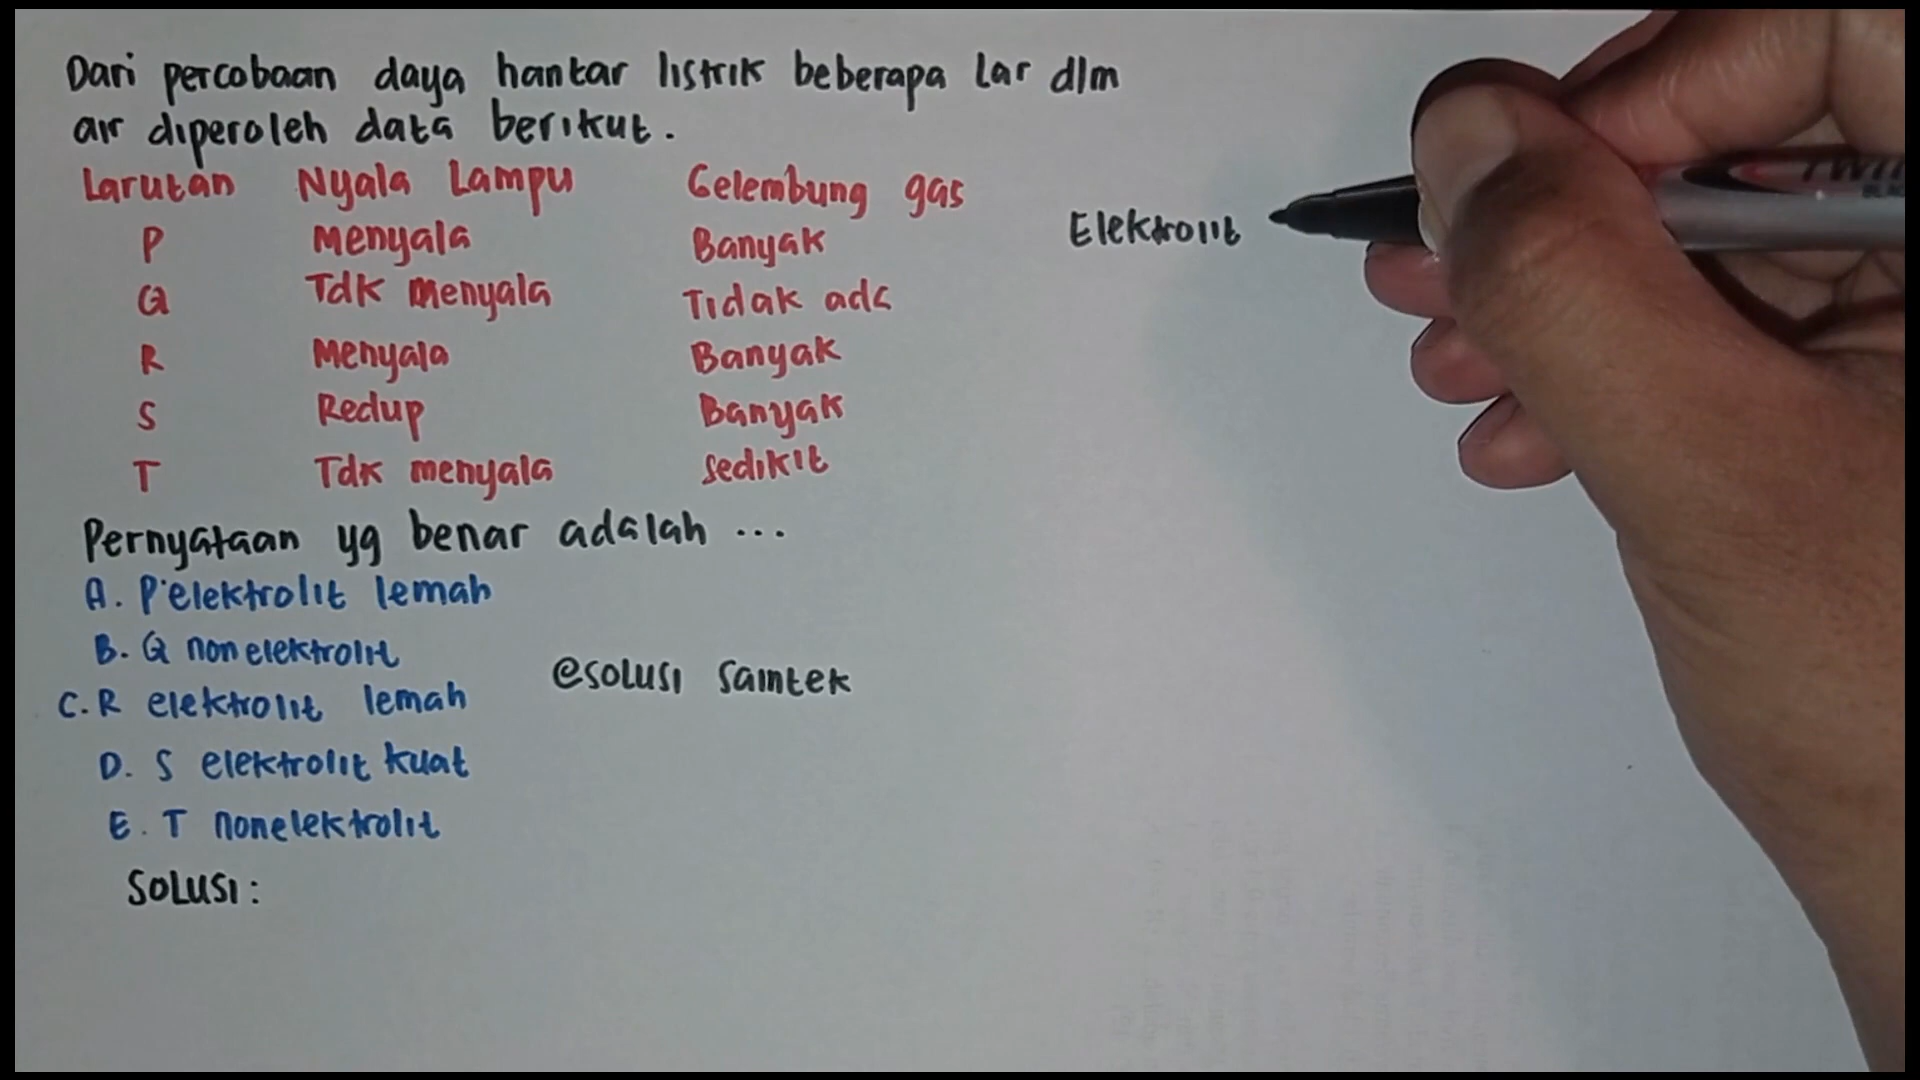 Dari percobaan daya hantar listrik beberapa Lar dlm
air diperoleh data berikut.
Larutan Nyala Lampu Gelembung gas
P Menyala Banyak
Q Tdk Menyala Tidak ada
R Menyala Banyak
S Redup Banyak
T Tdk menyala Sedikit
Elektrolit
Pernyataan yg benar adalah ...
A. P elektrolit lemah
B. Q non elektrolit
C. R elektrolit lemah
D. S elektrolit kuat
E. T nonelektrolit
@solusi saintek
SOLUSI: